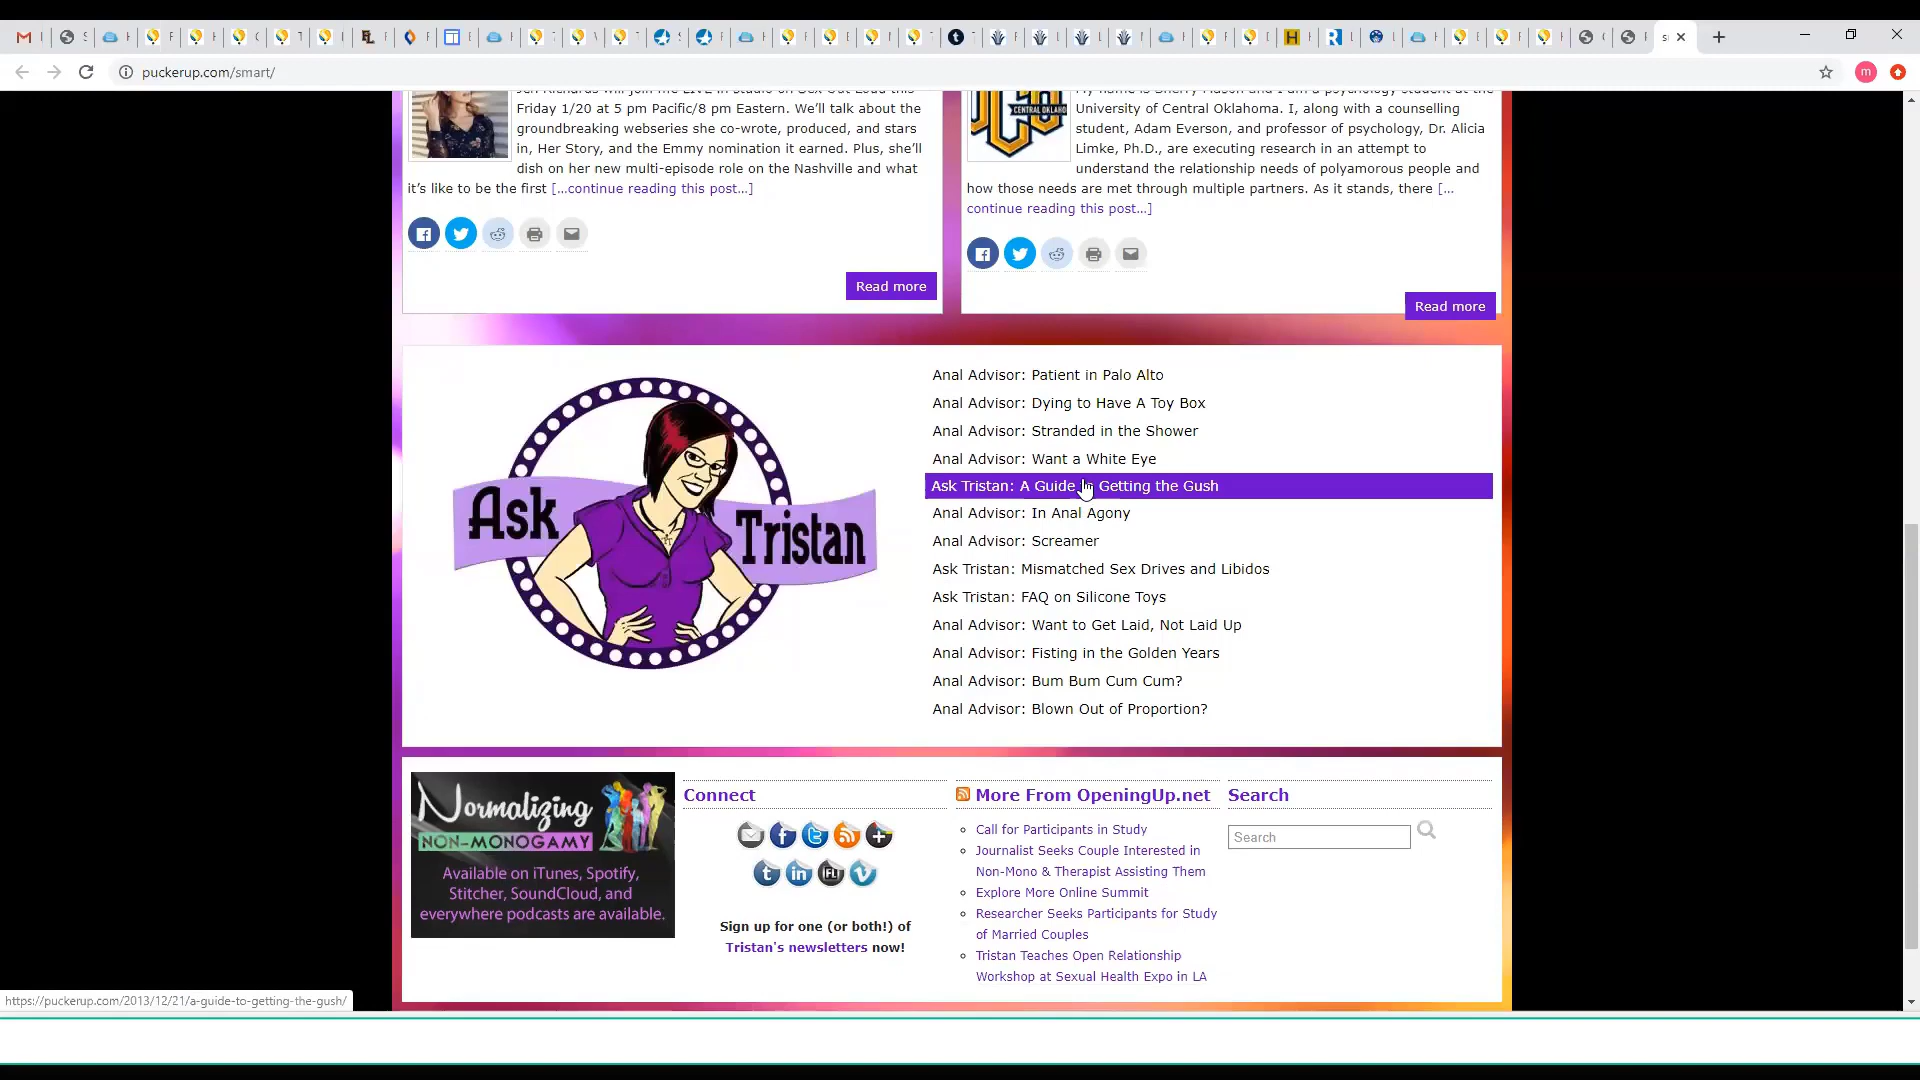 puckerup.com/smart/
m
Friday 1/20 at 5 pm Pacific/8 pm Eastern. We'll talk about the
groundbreaking webseries she co-wrote, produced, and stars
in, Her Story, and the Emmy nomination it earned. Plus, she'll
dish on her new multi-episode role on the Nashville and what
it's like to be the first [...continue reading this post...]
Read more
CENTRAL OKLAHOMA
University of Central Oklahoma. I, along with a counselling
student, Adam Everson, and professor of psychology, Dr. Alicia
Limke, Ph.D., are executing research in an attempt to
understand the relationship needs of polyamorous people and
how those needs are met through multiple partners. As it stands, there [...
continue reading this post...]
Read more
Ask
Tristan
Anal Advisor: Patient in Palo Alto
Anal Advisor: Dying to Have A Toy Box
Anal Advisor: Stranded in the Shower
Anal Advisor: Want a White Eye
Ask Tristan: A Guide Getting the Gush
Anal Advisor: In Anal Agony
Anal Advisor: Screamer
Ask Tristan: Mismatched Sex Drives and Libidos
Ask Tristan: FAQ on Silicone Toys
Anal Advisor: Want to Get Laid, Not Laid Up
Anal Advisor: Fisting in the Golden Years
Anal Advisor: Bum Bum Cum Cum?
Anal Advisor: Blown Out of Proportion?
Normalizing
NON-MONOGAMY
Available on iTunes, Spotify,
Stitcher, SoundCloud, and
everywhere podcasts are available.
Connect
Sign up for one (or both!) of
Tristan's newsletters now!
More From OpeningUp.net
Call for Participants in Study
Journalist Seeks Couple Interested in
Non-Mono & Therapist Assisting Them
Explore More Online Summit
Researcher Seeks Participants for Study
of Married Couples
Tristan Teaches Open Relationship
Workshop at Sexual Health Expo in LA
Search
Search
https://puckerup.com/2013/12/21/a-guide-to-getting-the-gush/